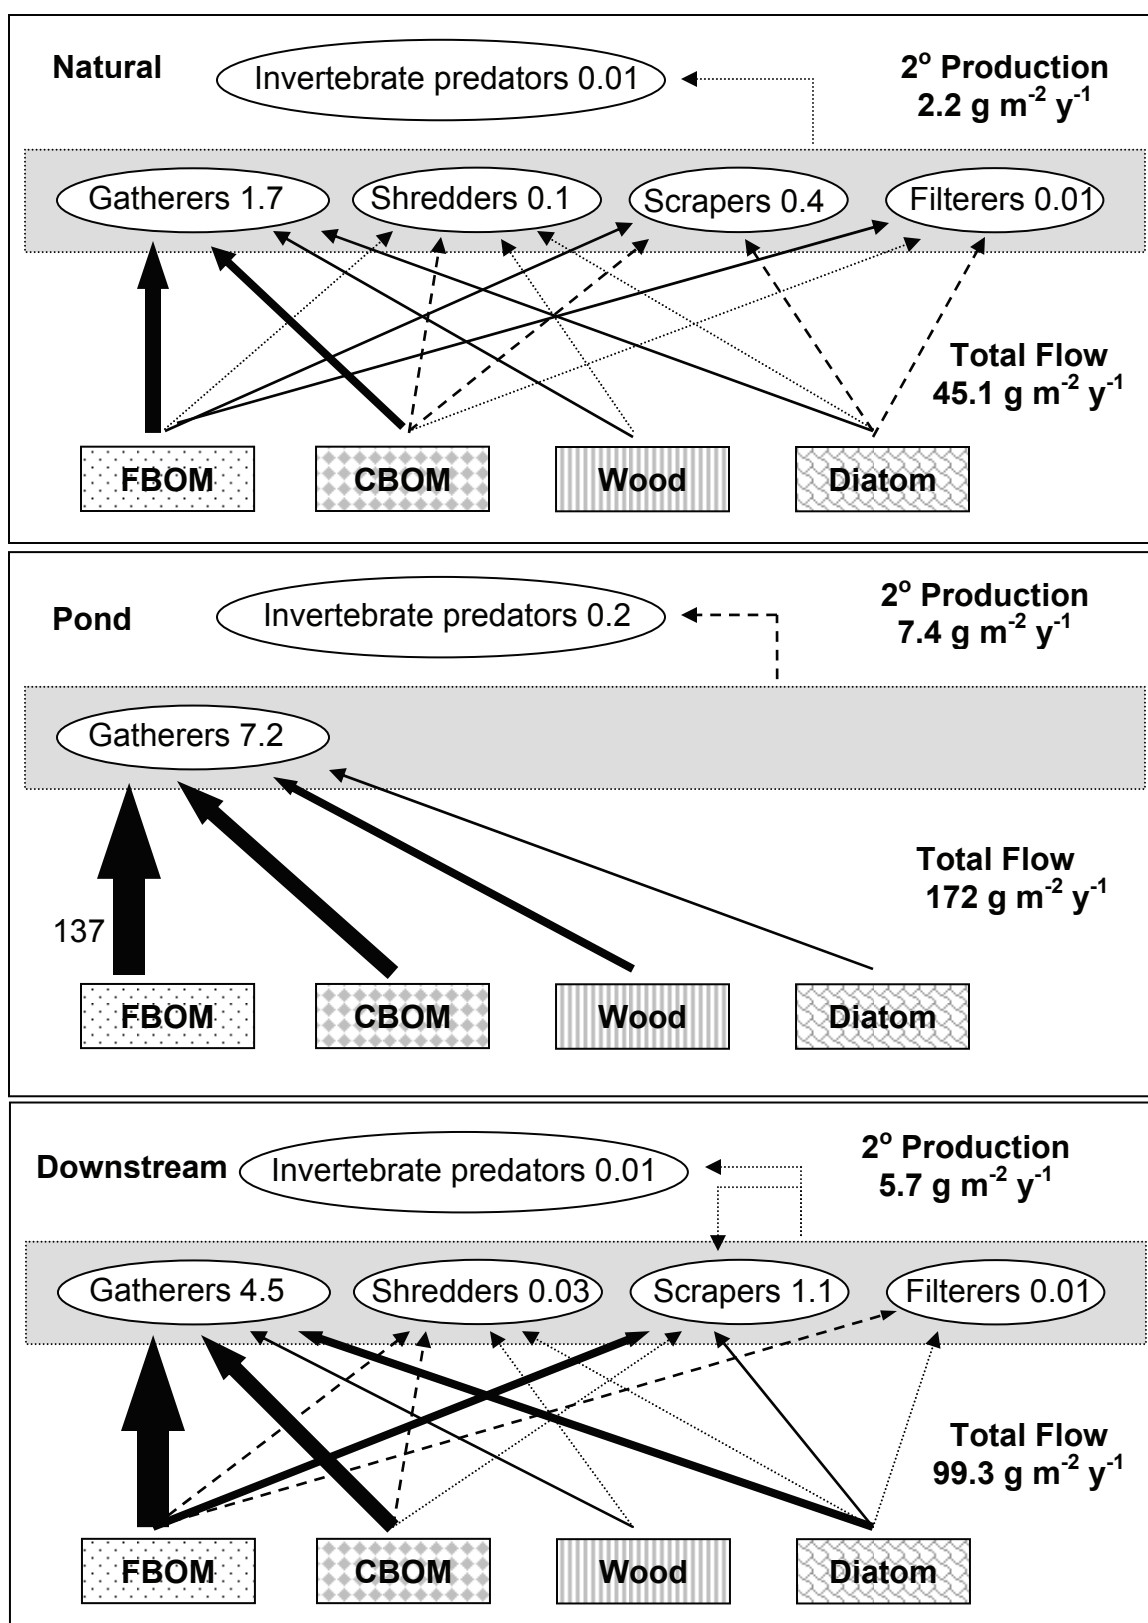 Natural
Invertebrate predators 0.01
2º Production
2.2 g m⁻² y⁻¹
Gatherers 1.7
Shredders 0.1
Scrapers 0.4
Filterers 0.01
Total Flow
45.1 g m⁻² y⁻¹
FBOM
CBOM
Wood
Diatom
Pond
Invertebrate predators 0.2
2º Production
7.4 g m⁻² y⁻¹
Gatherers 7.2
Total Flow
172 g m⁻² y⁻¹
137
FBOM
CBOM
Wood
Diatom
Downstream
Invertebrate predators 0.01
2º Production
5.7 g m⁻² y⁻¹
Gatherers 4.5
Shredders 0.03
Scrapers 1.1
Filterers 0.01
Total Flow
99.3 g m⁻² y⁻¹
FBOM
CBOM
Wood
Diatom